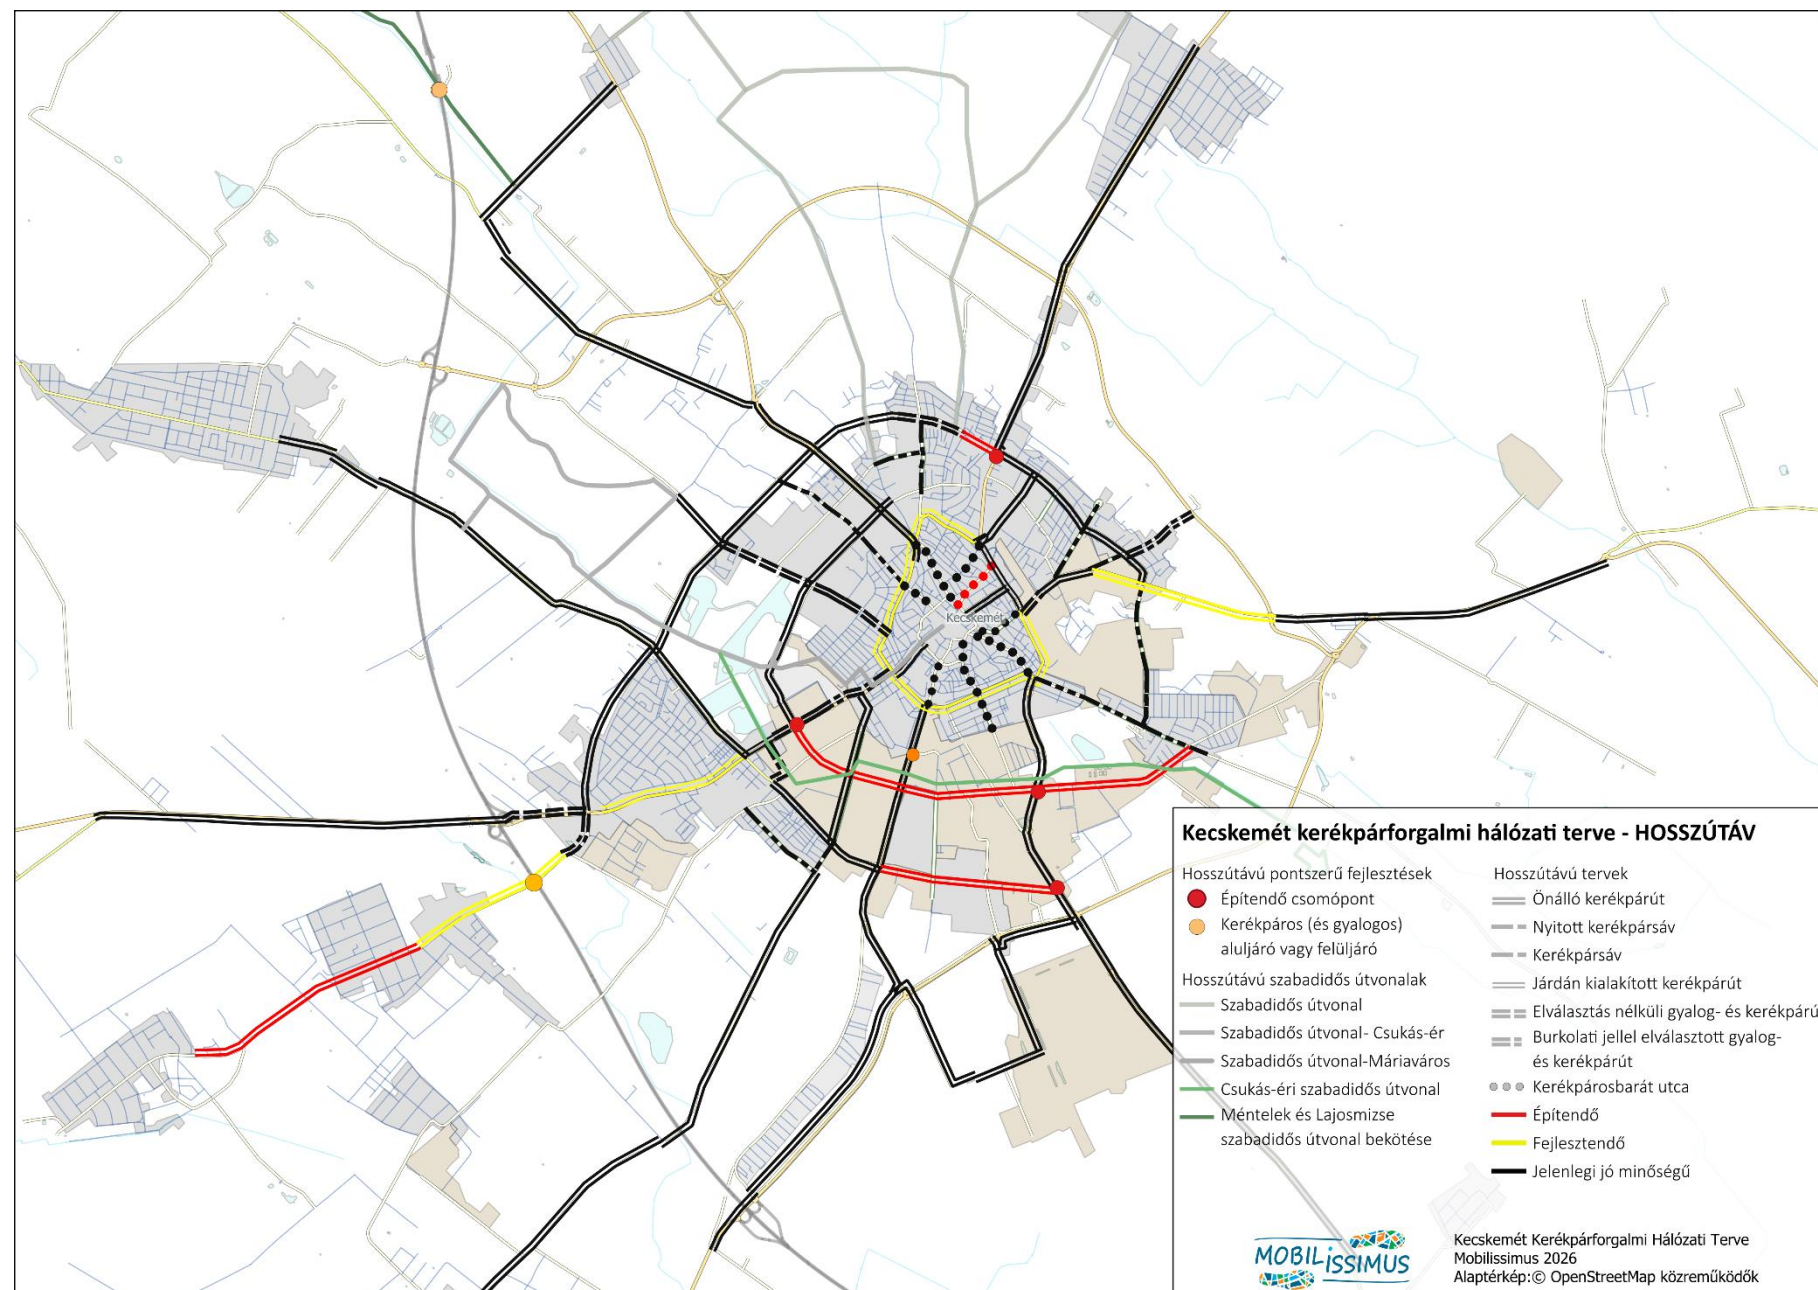 Kecskemét
Kecskemét kerékpárforgalmi hálózati terve - HOSSZÚTÁV
Hosszútávú pontszerű fejlesztések
Építendő csomópont
Kerékpáros (és gyalogos)
aluljáró vagy felüljáró
Hosszútávú szabadidős útvonalak
Szabadidős útvonal
Szabadidős útvonal- Csukás-ér
Szabadidős útvonal-Máriaváros
Csukás-éri szabadidős útvonal
Méntelek és Lajosmizse
szabadidős útvonal bekötése
Hosszútávú tervek
Önálló kerékpárút
Nyitott kerékpársáv
Kerékpársáv
Járdán kialakított kerékpárút
Elválasztás nélküli gyalog- és kerékpárú
Burkolati jellel elválasztott gyalog-
és kerékpárút
Kerékpárosbarát utca
Építendő
Fejlesztendő
Jelenlegi jó minőségű
MOBILiSSIMUS
Kecskemét Kerékpárforgalmi Hálózati Terve
Mobilissimus 2026
Alaptérkép:© OpenStreetMap közreműködők